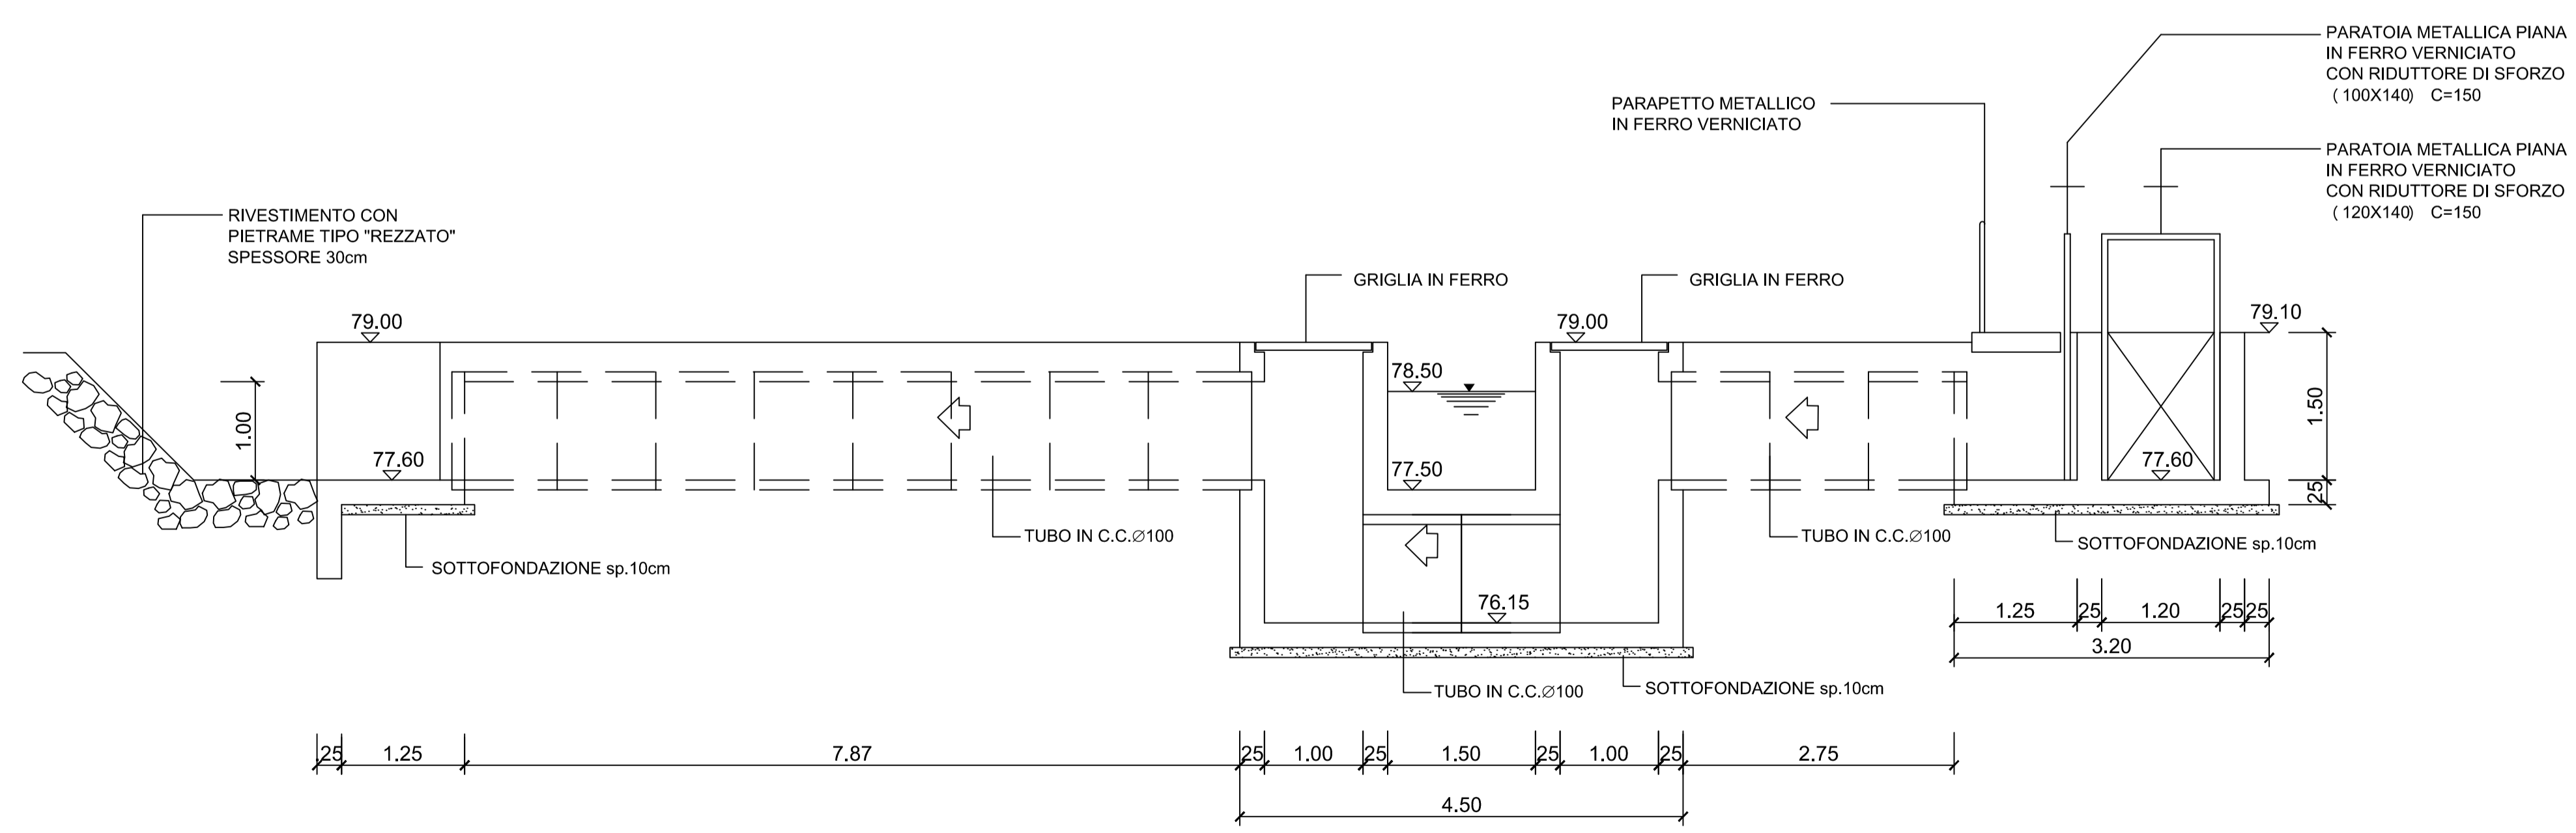 PARATOIA METALLICA PIANA
IN FERRO VERNICIATO
CON RIDUTTORE DI SFORZO
( 100X140) C=150
PARAPETTO METALLICO
IN FERRO VERNICIATO
PARATOIA METALLICA PIANA
IN FERRO VERNICIATO
CON RIDUTTORE DI SFORZO
( 120X140) C=150
RIVESTIMENTO CON
PIETRAME TIPO "REZZATO"
SPESSORE 30cm
GRIGLIA IN FERRO
GRIGLIA IN FERRO
79.00
79.00
79.10
78.50
1.00
1.50
77.60
77.50
77.60
25
TUBO IN C.C.Ø100
TUBO IN C.C.Ø100
SOTTOFONDAZIONE sp.10cm
SOTTOFONDAZIONE sp.10cm
76.15
1.25 25 1.20 25 25
3.20
TUBO IN C.C.Ø100
SOTTOFONDAZIONE sp.10cm
25 1.25 7.87 25 1.00 25 1.50 25 1.00 25 2.75
4.50